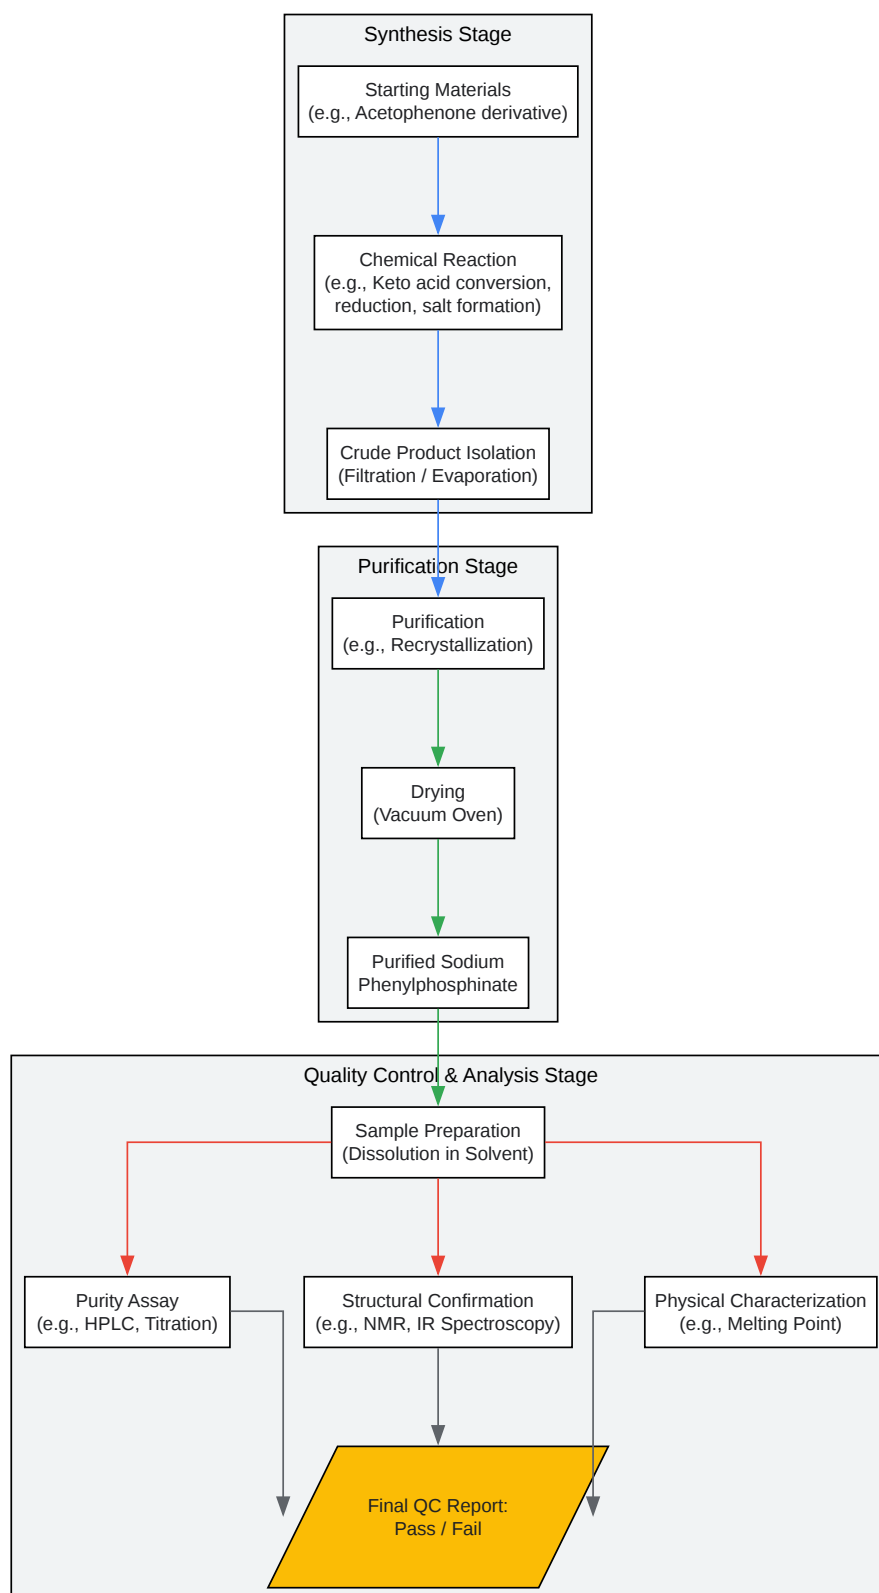 Synthesis Stage
Starting Materials
(e.g., Acetophenone derivative)
Chemical Reaction
(e.g., Keto acid conversion,
reduction, salt formation)
Crude Product Isolation
(Filtration / Evaporation)
Purification Stage
Purification
(e.g., Recrystallization)
Drying
(Vacuum Oven)
Purified Sodium
Phenylphosphinate
Quality Control & Analysis Stage
Sample Preparation
(Dissolution in Solvent)
Purity Assay
(e.g., HPLC, Titration)
Structural Confirmation
(e.g., NMR, IR Spectroscopy)
Physical Characterization
(e.g., Melting Point)
Final QC Report:
Pass / Fail